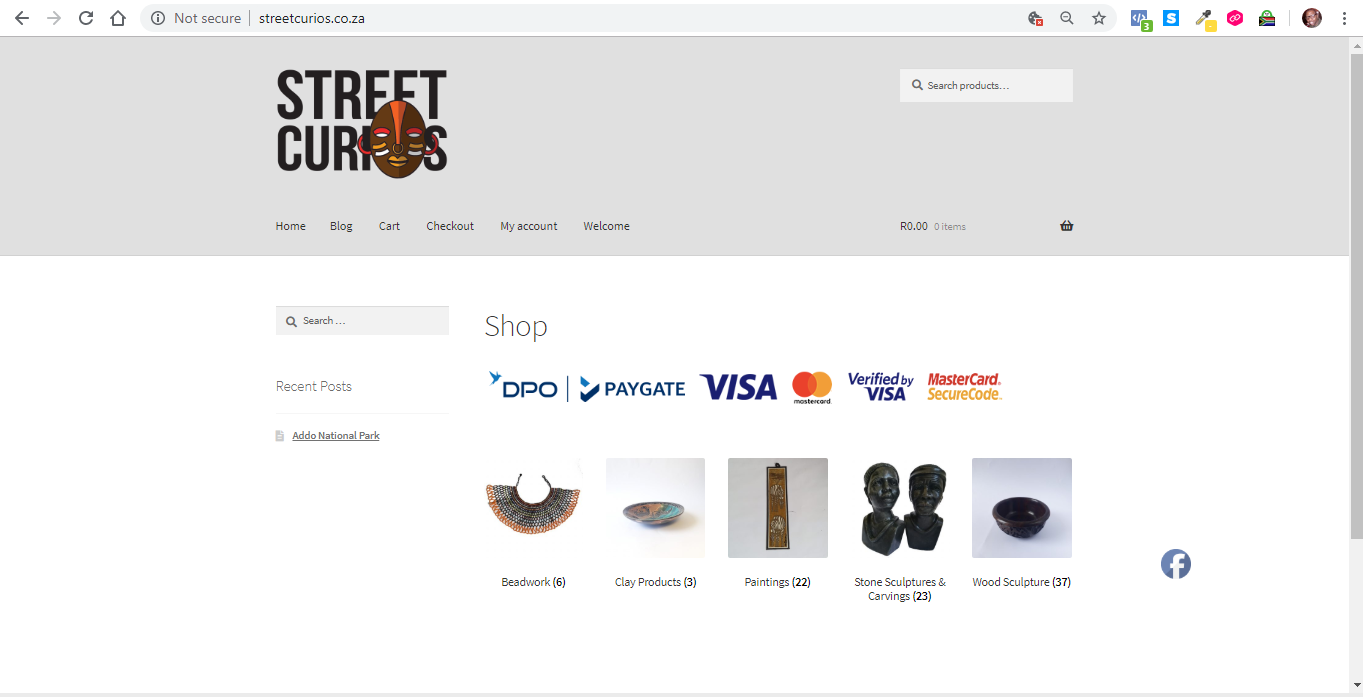 Not secure
streetcurios.co.za
3
S
STREET
CURIOS
Search products…
Home Blog Cart Checkout My account Welcome
R0.00 0 items
Search …
Shop
Recent Posts
DPO | PAYGATE VISA mastercard. Verified by VISA MasterCard. SecureCode.
Addo National Park
Beadwork (6)
Clay Products (3)
Paintings (22)
Stone Sculptures &
Carvings (23)
Wood Sculpture (37)
f